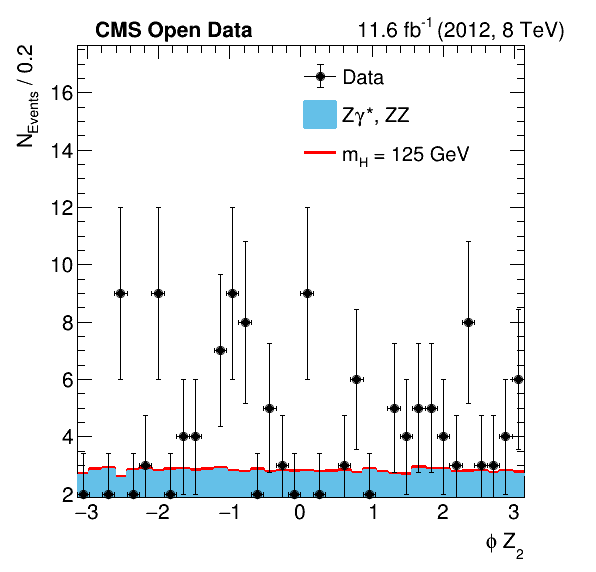 CMS Open Data 11.6 fb⁻¹ (2012, 8 TeV)
N_Events / 0.2
Data
Zγ*, ZZ
m_H = 125 GeV
16
14
12
10
8
6
4
2
−3 −2 −1 0 1 2 3
ϕ Z₂